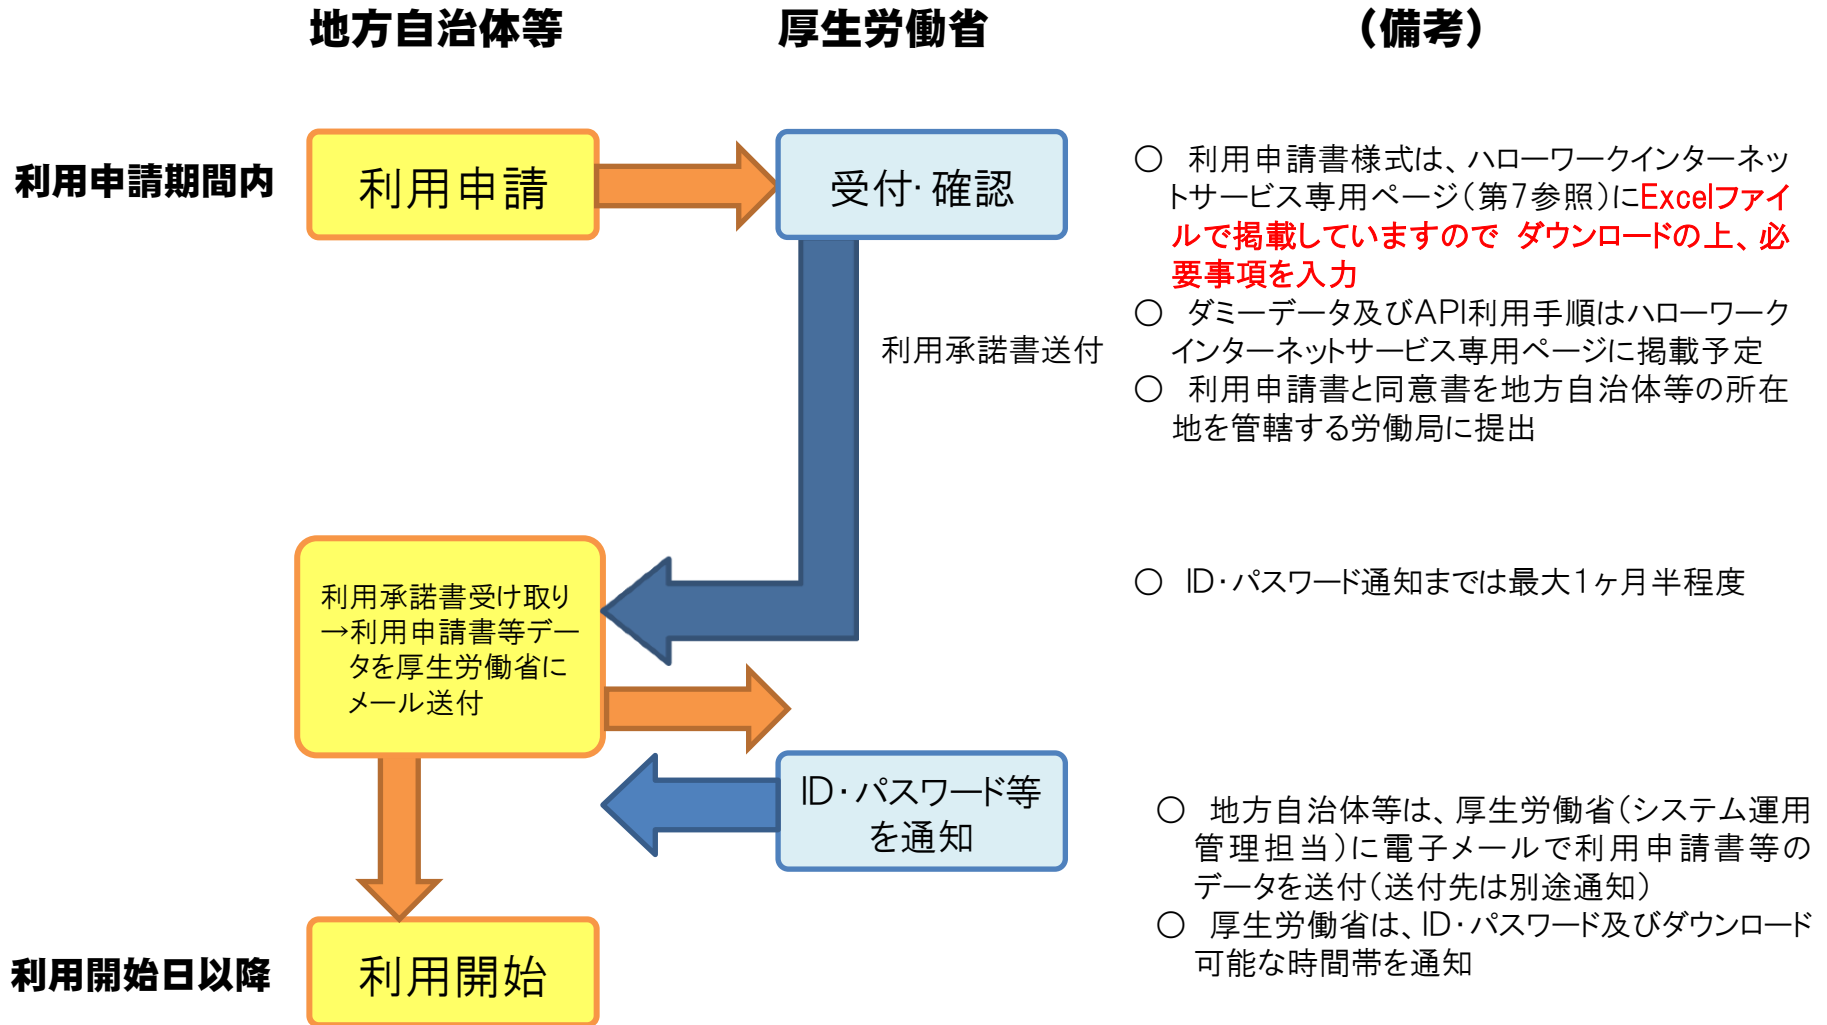 地方自治体等
厚生労働省
（備考）
利用申請期間内
利用申請
受付・確認
○　利用申請書様式は、ハローワークインターネッ
トサービス専用ページ（第7参照）にExcelファイ
ルで掲載していますので ダウンロードの上、必
要事項を入力
○　ダミーデータ及びAPI利用手順はハローワーク
インターネットサービス専用ページに掲載予定
○　利用申請書と同意書を地方自治体等の所在
地を管轄する労働局に提出
利用承諾書送付
利用承諾書受け取り
→利用申請書等デー
タを厚生労働省に
メール送付
○　ID・パスワード通知までは最大1ヶ月半程度
ID・パスワード等
を通知
○　地方自治体等は、厚生労働省（システム運用
管理担当）に電子メールで利用申請書等の
データを送付（送付先は別途通知）
○　厚生労働省は、ID・パスワード及びダウンロード
可能な時間帯を通知
利用開始日以降
利用開始